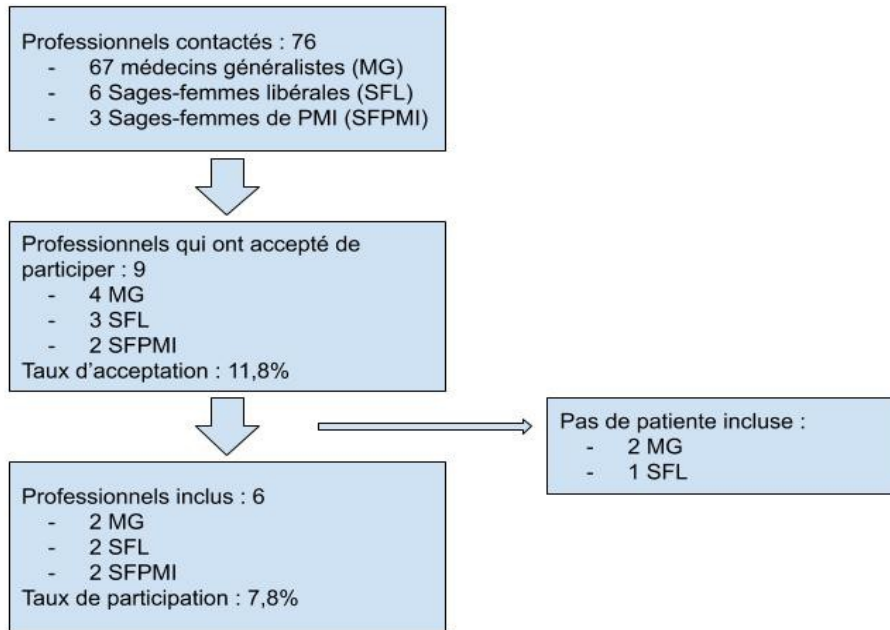 Professionnels contactés : 76
- 67 médecins généralistes (MG)
- 6 Sages-femmes libérales (SFL)
- 3 Sages-femmes de PMI (SFPMI)
Professionnels qui ont accepté de
participer : 9
- 4 MG
- 3 SFL
- 2 SFPMI
Taux d'acceptation : 11,8%
Pas de patiente incluse :
- 2 MG
- 1 SFL
Professionnels inclus : 6
- 2 MG
- 2 SFL
- 2 SFPMI
Taux de participation : 7,8%